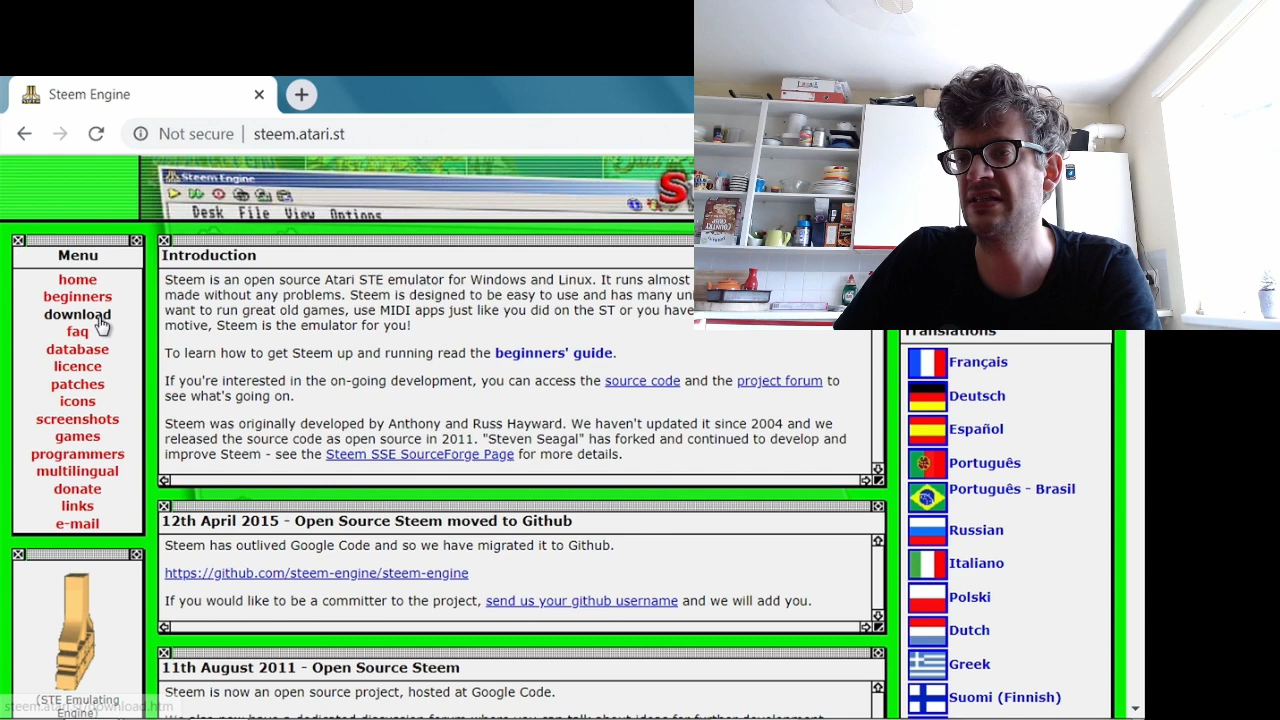 Steem Engine
Not secure
steem.atari.st
Steem Engine
Desk File View Options
Menu
home
beginners
download
faq
database
licence
patches
icons
screenshots
games
programmers
multilingual
donate
links
e-mail
(STE Emulating
Engine)
Introduction
Steem is an open source Atari STE emulator for Windows and Linux. It runs almost
made without any problems. Steem is designed to be easy to use and has many un
want to run great old games, use MIDI apps just like you did on the ST or you have
motive, Steem is the emulator for you!
To learn how to get Steem up and running read the beginners' guide.
If you're interested in the on-going development, you can access the source code and the project forum to
see what's going on.
Steem was originally developed by Anthony and Russ Hayward. We haven't updated it since 2004 and we
released the source code as open source in 2011. "Steven Seagal" has forked and continued to develop and
improve Steem - see the Steem SSE SourceForge Page for more details.
12th April 2015 - Open Source Steem moved to Github
Steem has outlived Google Code and so we have migrated it to Github.
https://github.com/steem-engine/steem-engine
If you would like to be a committer to the project, send us your github username and we will add you.
11th August 2011 - Open Source Steem
Steem is now an open source project, hosted at Google Code.
Translations
Français
Deutsch
Español
Português
Português - Brasil
Russian
Italiano
Polski
Dutch
Greek
Suomi (Finnish)